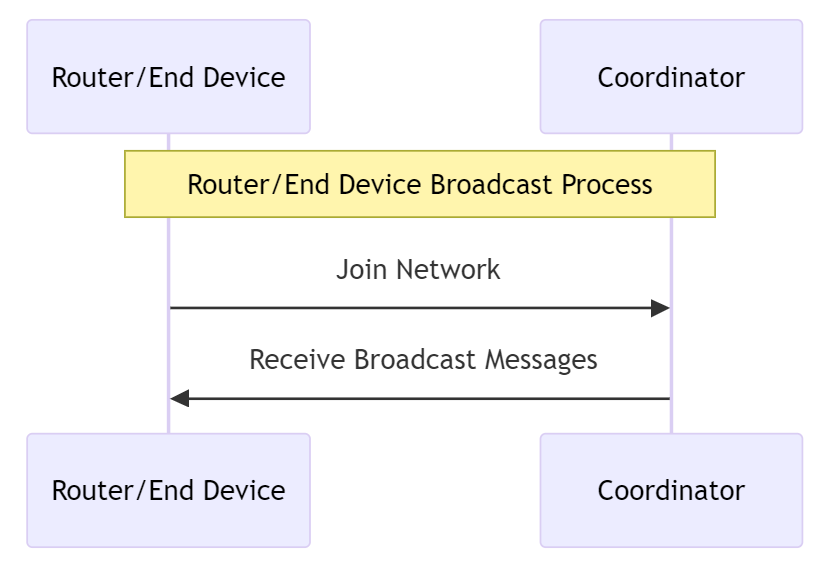 Router/End Device
Coordinator
Router/End Device Broadcast Process
Join Network
Receive Broadcast Messages
Router/End Device
Coordinator